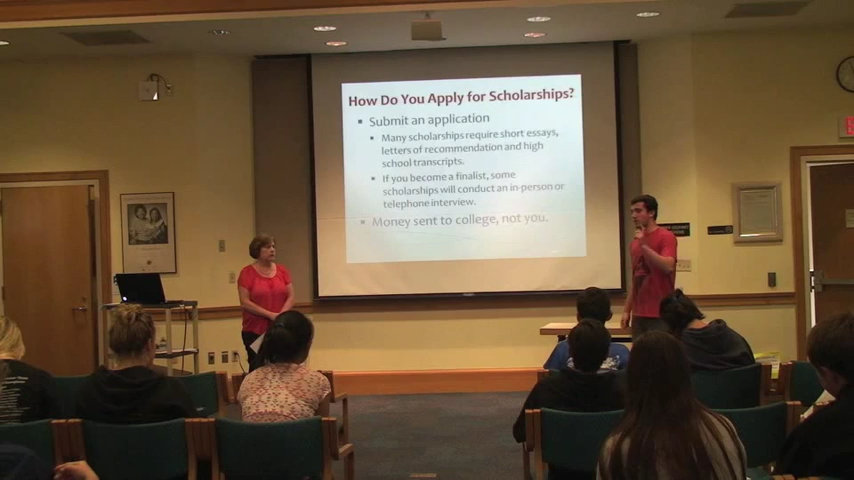 How Do You Apply for Scholarships?
Submit an application
Many scholarships require short essays,
letters of recommendation and high
school transcripts.
If you become a finalist, some
scholarships will conduct an in-person or
telephone interview.
Money sent to college, not you.